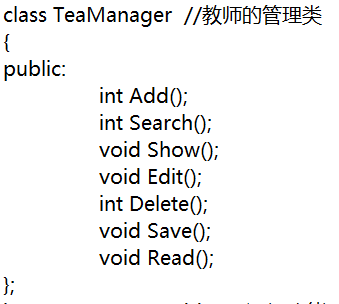 class TeaManager //教师的管理类
{
public:
int Add();
int Search();
void Show();
void Edit();
int Delete();
void Save();
void Read();
};